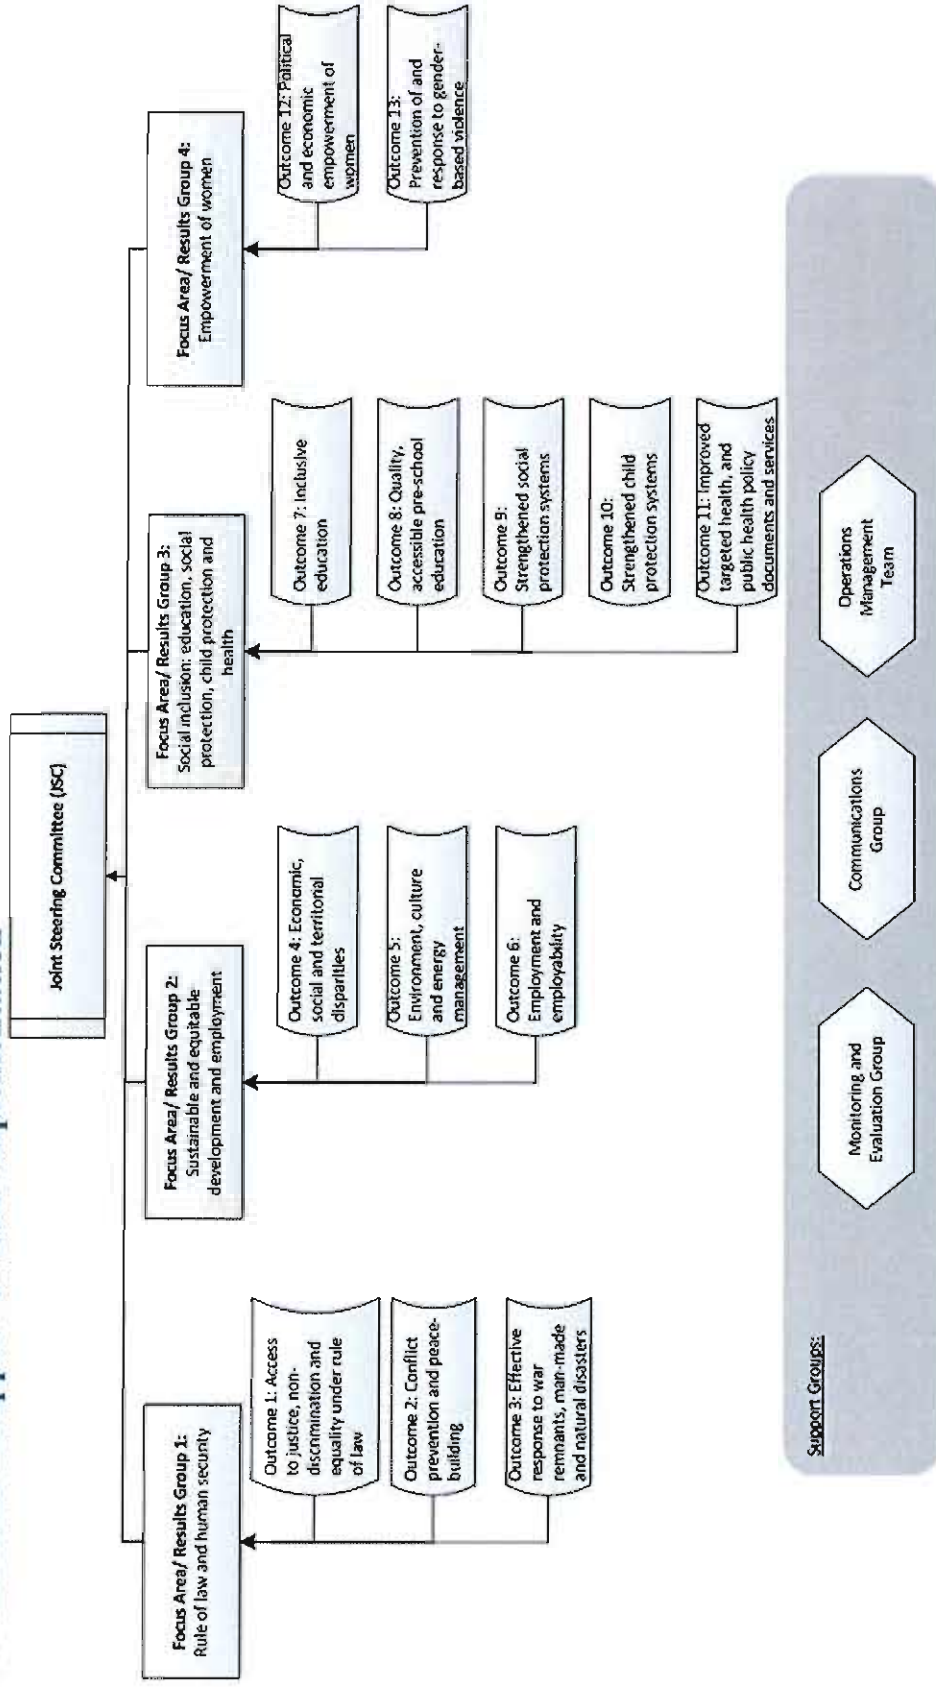 Joint Steering Committee (JSC)
Focus Area/ Results Group 1:
Rule of law and human security
Outcome 1: Access
to justice, non-
discrimination and
equality under rule
of law
Outcome 2: Conflict
prevention and peace-
building
Outcome 3: Effective
response to war
remnants, man-made
and natural disasters
Focus Area/ Results Group 2:
Sustainable and equitable
development and employment
Outcome 4: Economic,
social and territorial
disparities
Outcome 5:
Environment, culture
and energy
management
Outcome 6:
Employment and
employability
Focus Area/ Results Group 3:
Social inclusion: education, social
protection, child protection and
health
Outcome 7: Inclusive
education
Outcome 8: Quality,
accessible pre-school
education
Outcome 9:
Strengthened social
protection systems
Outcome 10:
Strengthened child
protection systems
Outcome 11: Improved
targeted health, and
public health policy
documents and services
Focus Area/ Results Group 4:
Empowerment of women
Outcome 12: Political
and economic
empowerment of
women
Outcome 13:
Prevention of and
response to gender-
based violence
Support Groups:
Monitoring and
Evaluation Group
Communications
Group
Operations
Management
Team